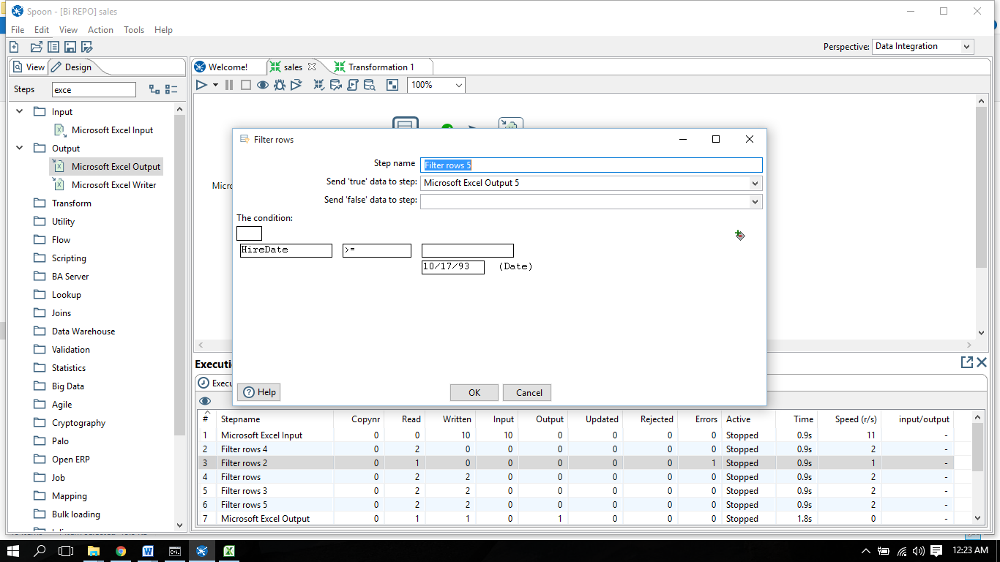 Spoon - [Bi REPO] sales
File Edit View Action Tools Help
Perspective: Data Integration
View Design
Welcome! sales Transformation 1
Steps exce
100%
Input
Microsoft Excel Input
Output
Microsoft Excel Output
Microsoft Excel Writer
Transform
Utility
Flow
Scripting
BA Server
Lookup
Joins
Data Warehouse
Validation
Statistics
Big Data
Agile
Cryptography
Palo
Open ERP
Job
Mapping
Bulk loading
Filter rows
Step name Filter rows 5
Send 'true' data to step: Microsoft Excel Output 5
Send 'false' data to step:
The condition:
HireDate >=
10/17/93 (Date)
Help OK Cancel
# Stepname Copynr Read Written Input Output Updated Rejected Errors Active Time Speed (r/s) input/output
1 Microsoft Excel Input 0 0 10 10 0 0 0 0 Stopped 0.9s 11 -
2 Filter rows 4 0 2 0 0 0 0 0 0 Stopped 0.9s 2 -
3 Filter rows 2 0 1 0 0 0 0 0 1 Stopped 0.9s 1 -
4 Filter rows 0 2 2 0 0 0 0 0 Stopped 0.9s 2 -
5 Filter rows 3 0 2 2 0 0 0 0 0 Stopped 0.9s 2 -
6 Filter rows 5 0 2 2 0 0 0 0 0 Stopped 0.9s 2 -
7 Microsoft Excel Output 0 1 1 0 1 0 0 0 Stopped 1.8s 0 -
12:23 AM